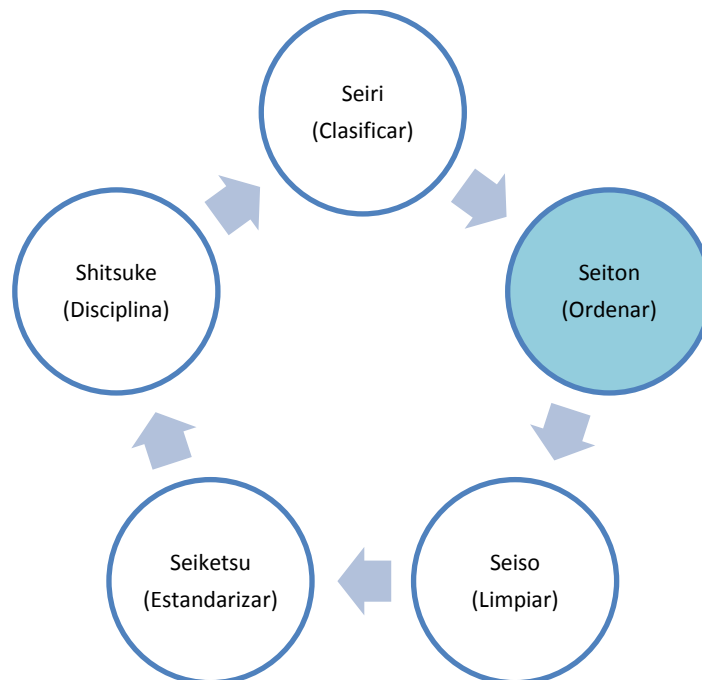 Seiri
(Clasificar)
Seiton
(Ordenar)
Seiso
(Limpiar)
Seiketsu
(Estandarizar)
Shitsuke
(Disciplina)